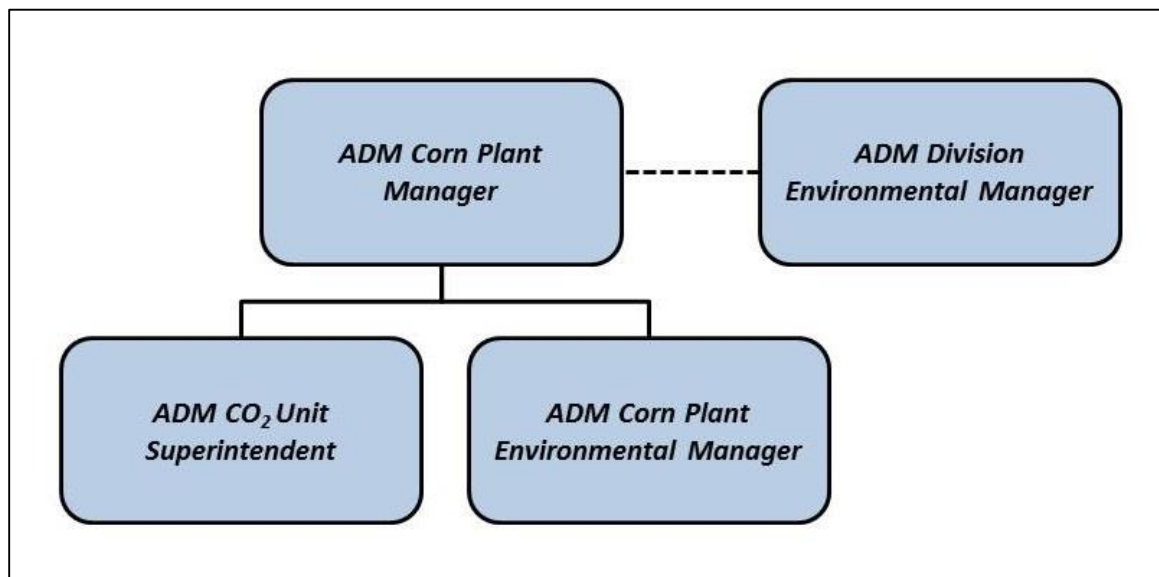 ADM Corn Plant
Manager
ADM Division
Environmental Manager
ADM CO₂ Unit
Superintendent
ADM Corn Plant
Environmental Manager